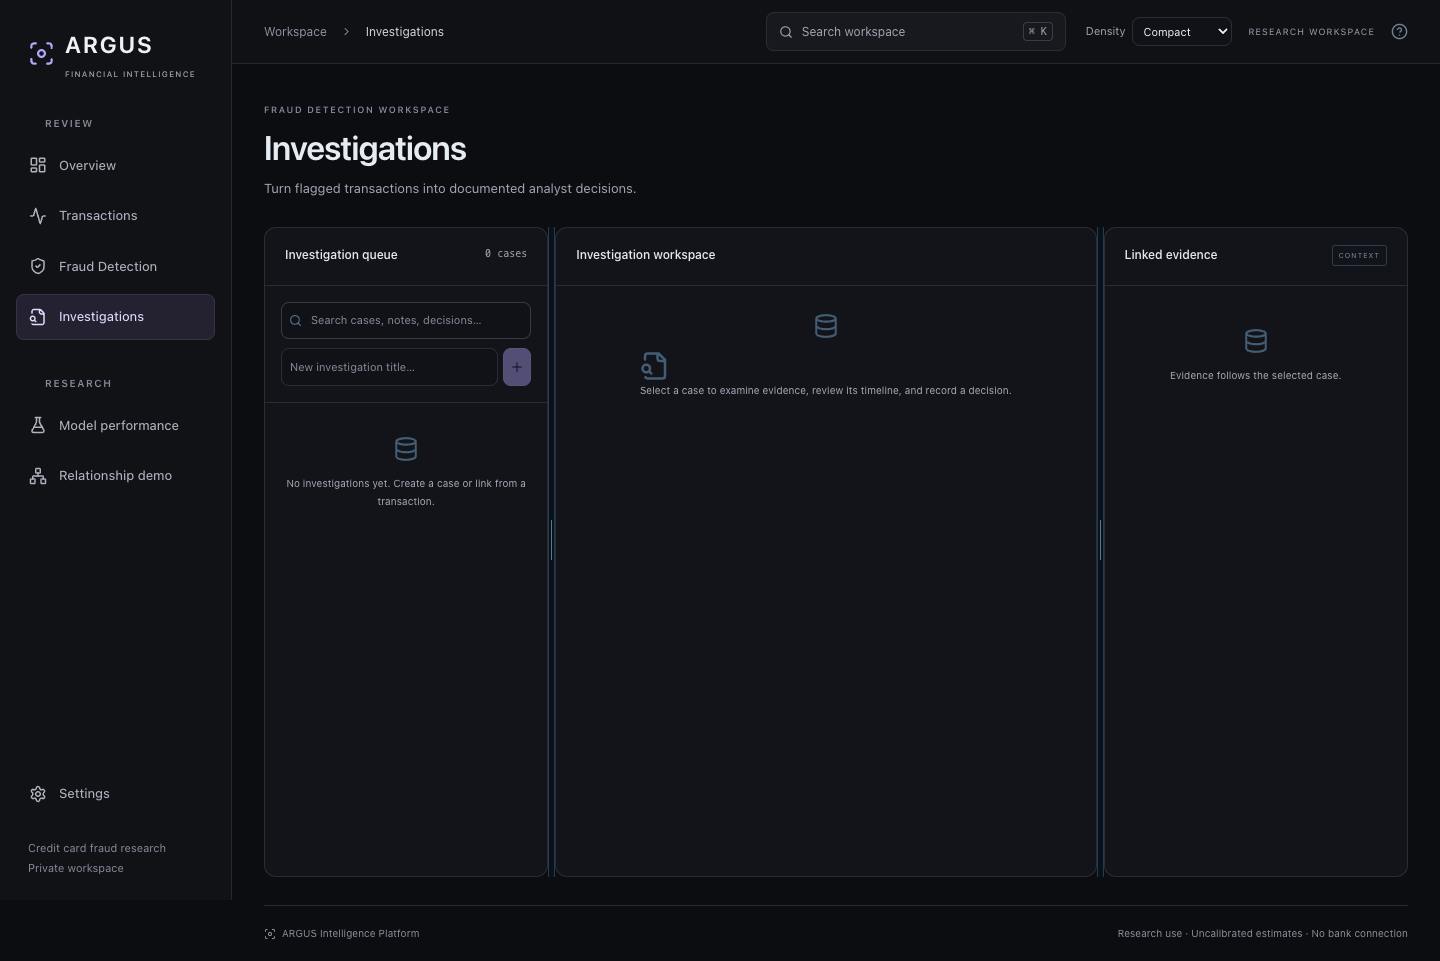 ARGUS
FINANCIAL INTELLIGENCE
REVIEW
Overview
Transactions
Fraud Detection
Investigations
RESEARCH
Model performance
Relationship demo
Settings
Credit card fraud research
Private workspace
Workspace
Investigations
Search workspace
⌘ K
Density
Compact
RESEARCH WORKSPACE
FRAUD DETECTION WORKSPACE
Investigations
Turn flagged transactions into documented analyst decisions.
Investigation queue
0 cases
Search cases, notes, decisions...
New investigation title...
No investigations yet. Create a case or link from a
transaction.
Investigation workspace
Select a case to examine evidence, review its timeline, and record a decision.
Linked evidence
CONTEXT
Evidence follows the selected case.
ARGUS Intelligence Platform
Research use · Uncalibrated estimates · No bank connection